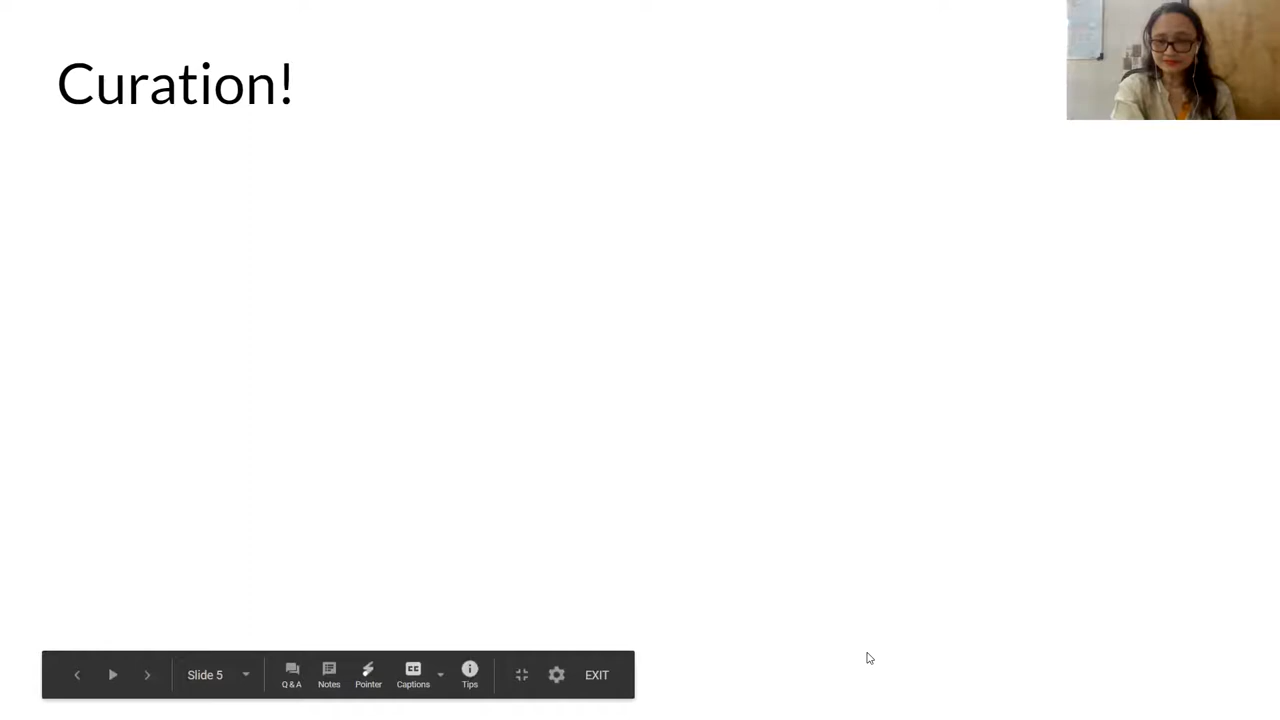 Curation!
Slide 5
Q & A
Notes
Pointer
Captions
Tips
EXIT